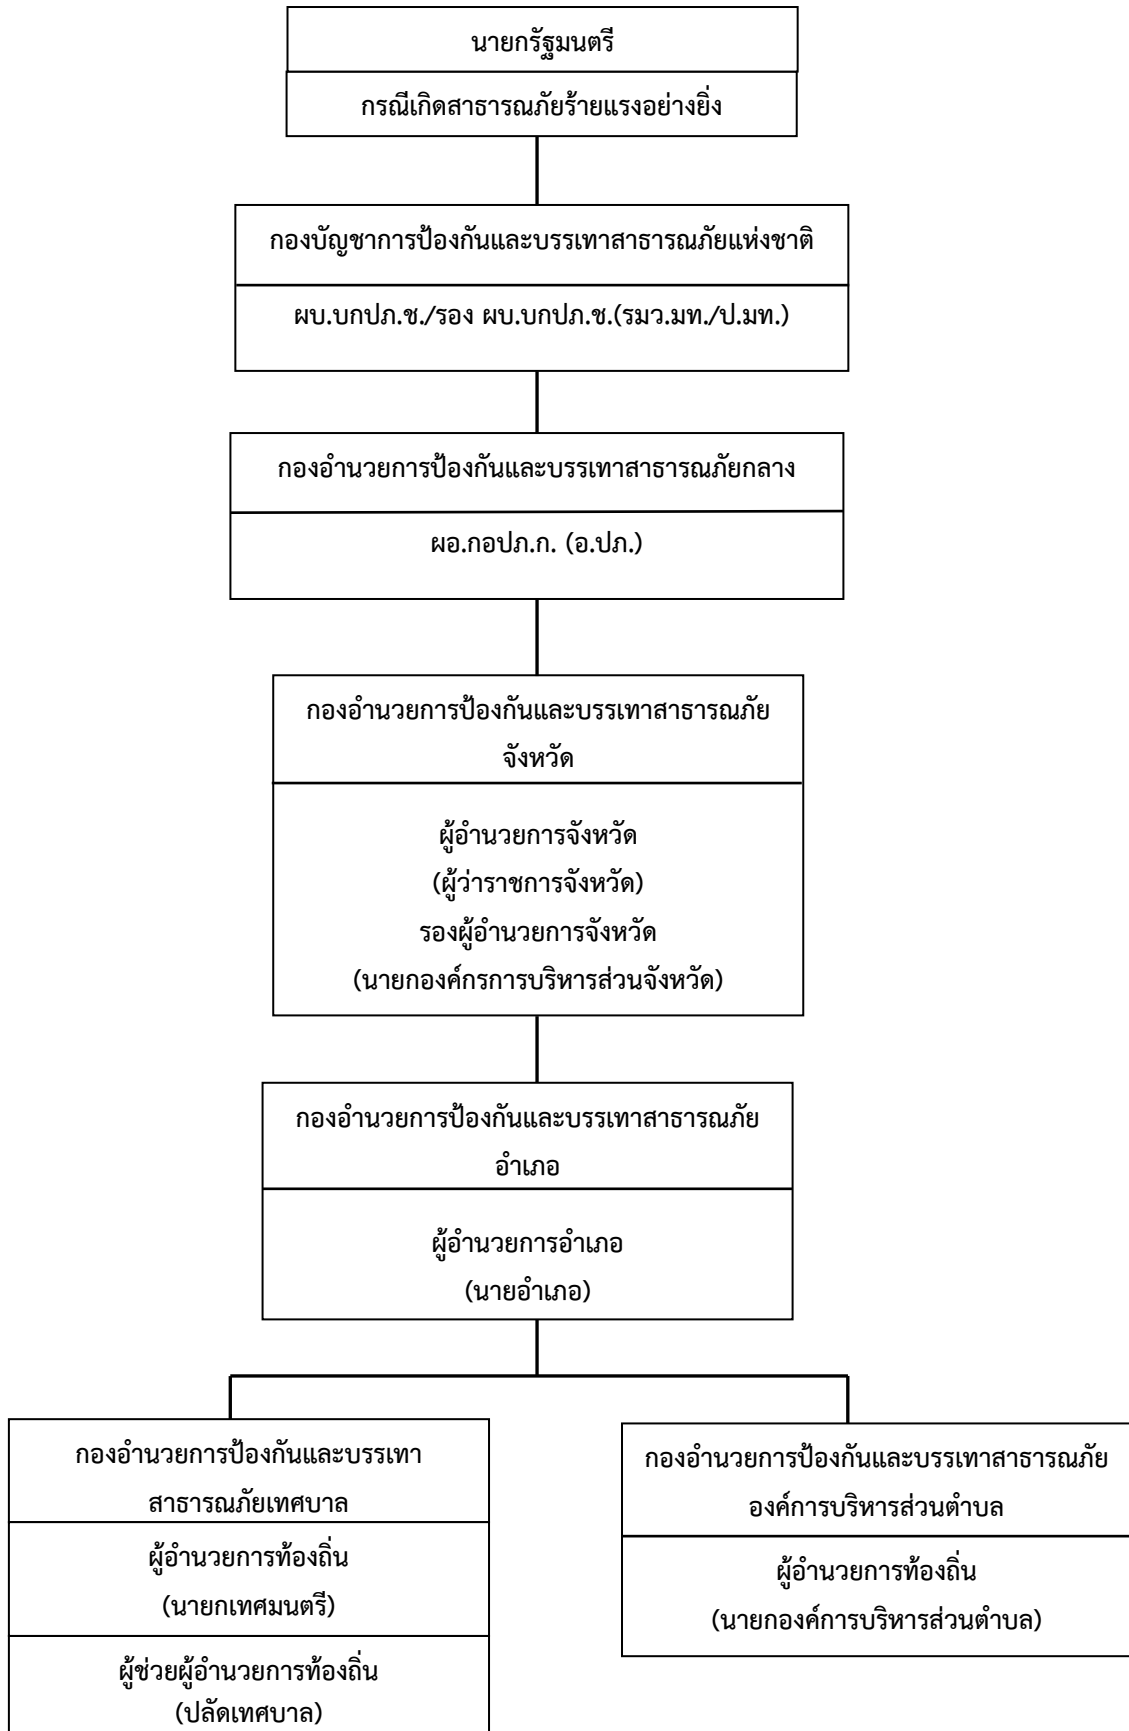 นายกรัฐมนตรี
กรณีเกิดสาธารณภัยร้ายแรงอย่างยิ่ง
กองบัญชาการป้องกันและบรรเทาสาธารณภัยแห่งชาติ
ผบ.บกปภ.ช./รอง ผบ.บกปภ.ช.(รมว.มท./ป.มท.)
กองอำนวยการป้องกันและบรรเทาสาธารณภัยกลาง
ผอ.กอปภ.ก. (อ.ปภ.)
กองอำนวยการป้องกันและบรรเทาสาธารณภัย
จังหวัด
ผู้อำนวยการจังหวัด
(ผู้ว่าราชการจังหวัด)
รองผู้อำนวยการจังหวัด
(นายกองค์กรการบริหารส่วนจังหวัด)
กองอำนวยการป้องกันและบรรเทาสาธารณภัย
อำเภอ
ผู้อำนวยการอำเภอ
(นายอำเภอ)
กองอำนวยการป้องกันและบรรเทา
สาธารณภัยเทศบาล
ผู้อำนวยการท้องถิ่น
(นายกเทศมนตรี)
ผู้ช่วยผู้อำนวยการท้องถิ่น
(ปลัดเทศบาล)
กองอำนวยการป้องกันและบรรเทาสาธารณภัย
องค์การบริหารส่วนตำบล
ผู้อำนวยการท้องถิ่น
(นายกองค์การบริหารส่วนตำบล)